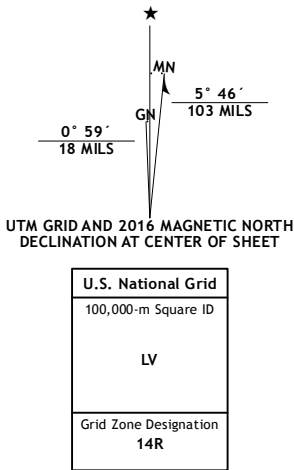 MN
GN
5° 46´
103 MILS
0° 59´
18 MILS
UTM GRID AND 2016 MAGNETIC NORTH
DECLINATION AT CENTER OF SHEET
U.S. National Grid
100,000-m Square ID
LV
Grid Zone Designation
14R